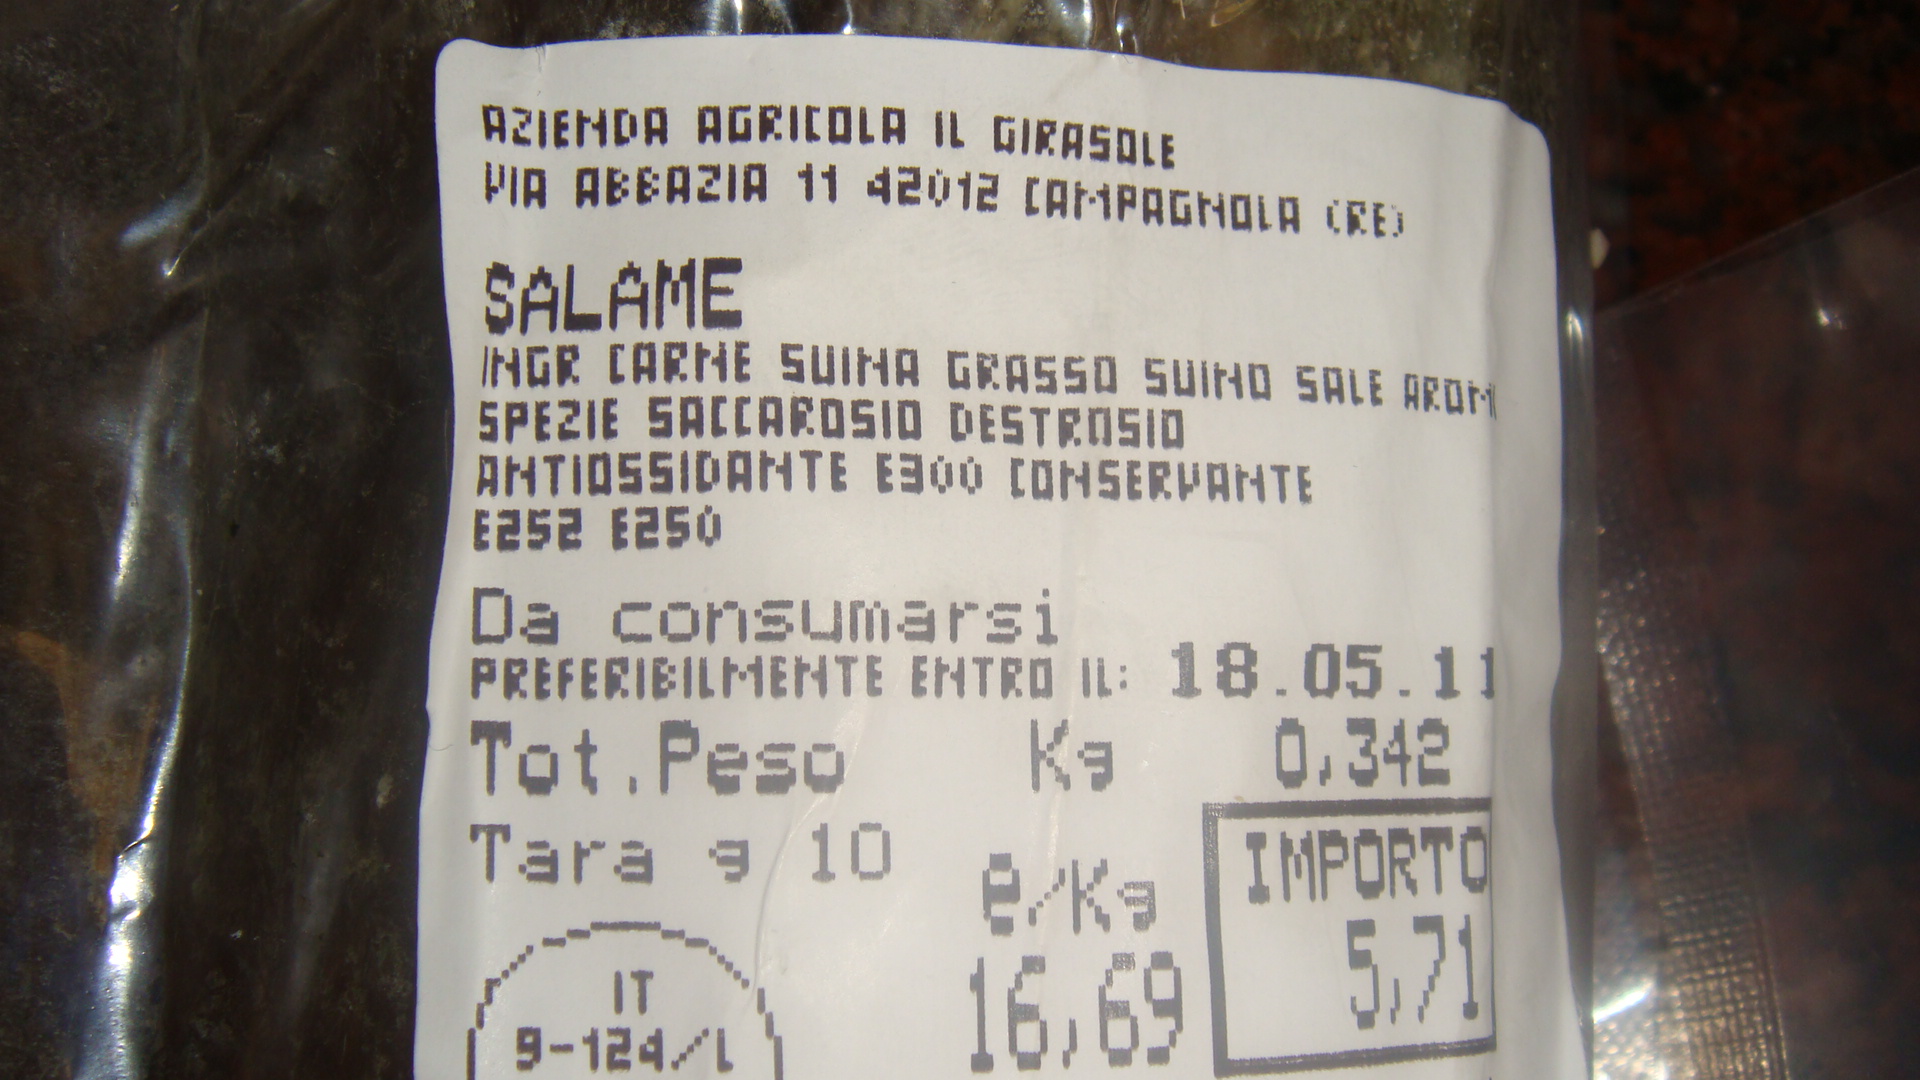 AZIENDA AGRICOLA IL GIRASOLE
VIA ABBAZIA 11 42012 CAMPAGNOLA (RE)
SALAME
INGR CARNE SUINA GRASSO SUINO SALE AROMI
SPEZIE SACCAROSIO DESTROSIO
ANTIOSSIDANTE E300 CONSERVANTE
E252 E250
Da consumarsi
PREFERIBILMENTE ENTRO IL: 18.05.11
Tot.Peso Kg 0,342
Tara g 10
e/Kg
IMPORTO
16,69
5,71
IT
9-124/L